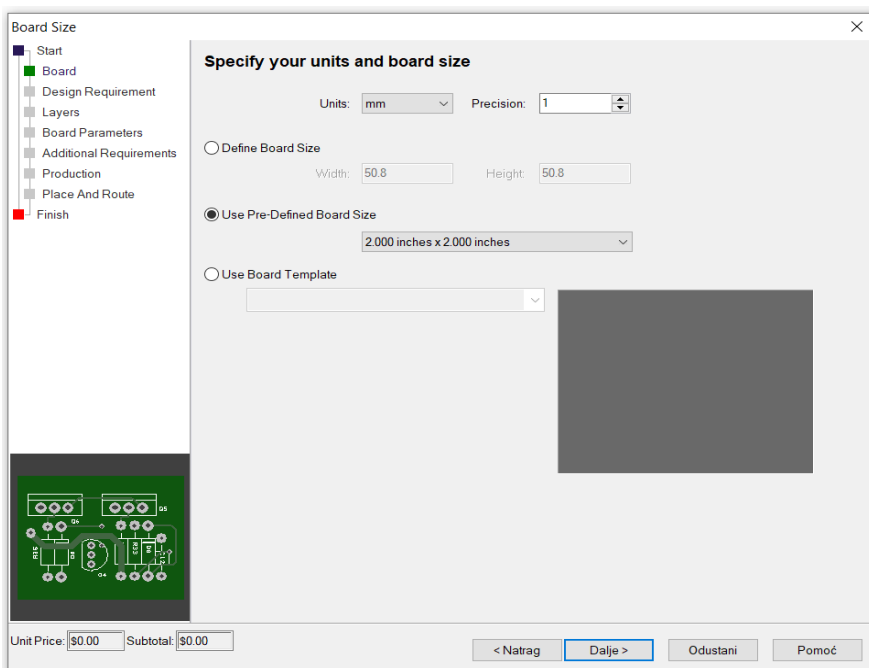 Board Size
Start
Board
Design Requirement
Layers
Board Parameters
Additional Requirements
Production
Place And Route
Finish
Specify your units and board size
Units: mm Precision: 1
Define Board Size
Width: 50.8 Height: 50.8
Use Pre-Defined Board Size
2.000 inches x 2.000 inches
Use Board Template
Q5
Q6
R33
Q4
Unit Price: $0.00 Subtotal: $0.00
< Natrag Dalje > Odustani Pomoć